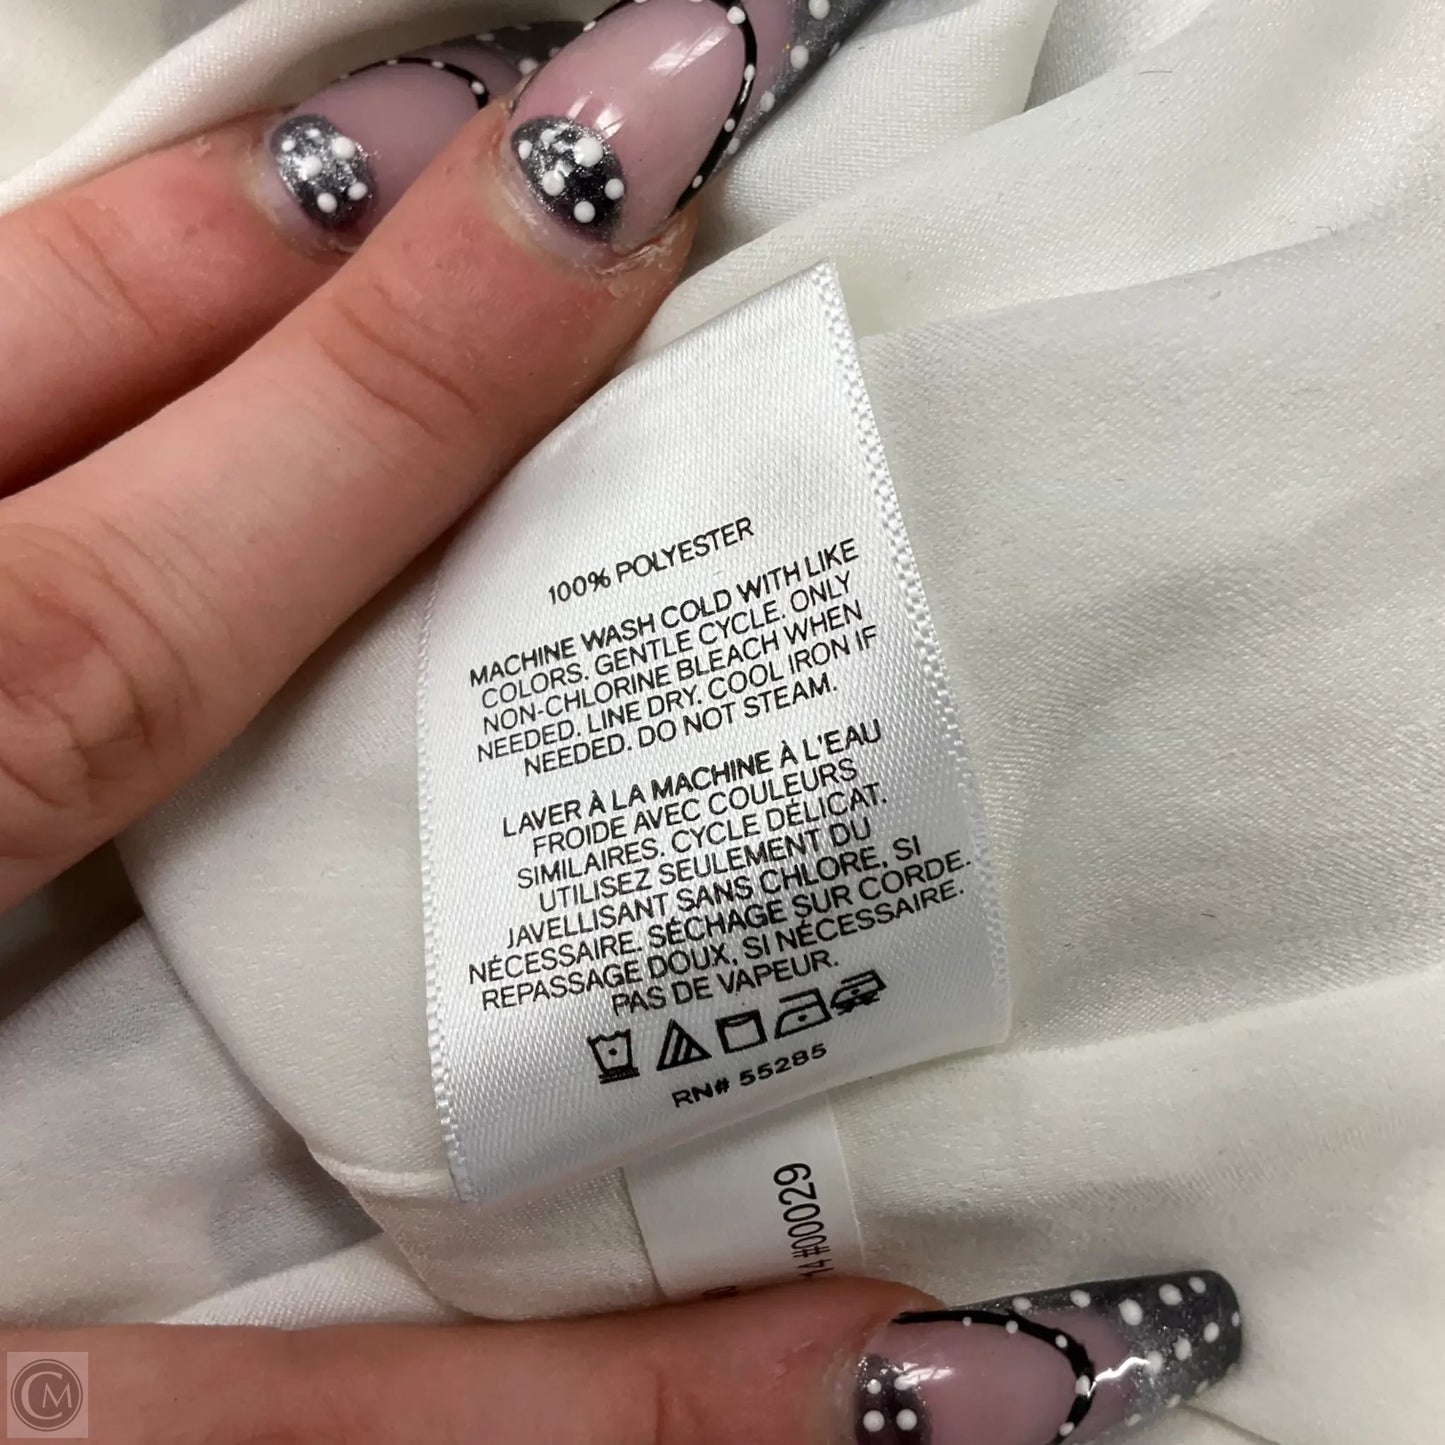 100% POLYESTER
MACHINE WASH COLD WITH LIKE
COLORS. GENTLE CYCLE. ONLY
NON-CHLORINE BLEACH WHEN
NEEDED. LINE DRY. COOL IRON IF
NEEDED. DO NOT STEAM.
LAVER À LA MACHINE À L'EAU
FROIDE AVEC COULEURS
SIMILAIRES. CYCLE DÉLICAT.
UTILISEZ SEULEMENT DU
JAVELLISANT SANS CHLORE, SI
NÉCESSAIRE. SÉCHAGE SUR CORDE.
REPASSAGE DOUX, SI NÉCESSAIRE.
PAS DE VAPEUR.
RN# 55285
14 #00029
CM